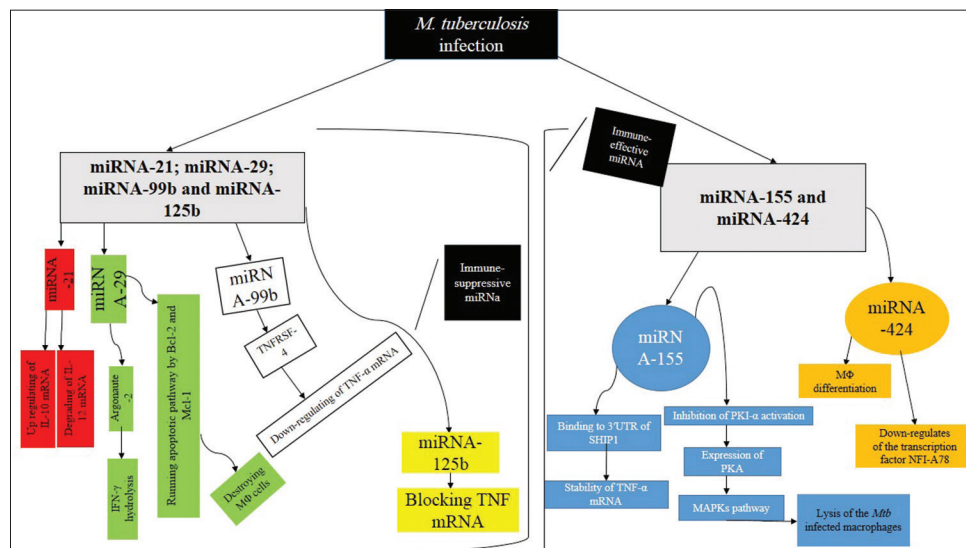 M. tuberculosis
infection
miRNA-21; miRNA-29;
miRNA-99b and miRNA-
125b
Immune-
effective
miRNA
miRNA-155 and
miRNA-424
miRNA
-21
Up regulating of
IL-10 mRNA
Degrading of IL-
12 mRNA
miRN
A-29
Argonaute
-2
IFN-γ
hydrolysis
Running apoptotic pathway by Bcl-2 and
Mcl-1
Destroying
MΦ cells
miRN
A-99b
TNFRSF-
4
Down-regulating of TNF-α mRNA
Immune-
suppressive
miRNa
miRNA-
125b
Blocking TNF
mRNA
miRN
A-155
Binding to 3'UTR of
SHIP1
Stability of TNF-α
mRNA
Inhibition of PKI-α activation
Expression of
PKA
MAPKs pathway
Lysis of the Mtb
infected macrophages
miRNA
-424
MΦ
differentiation
Down-regulates
of the transcription
factor NFI-A78